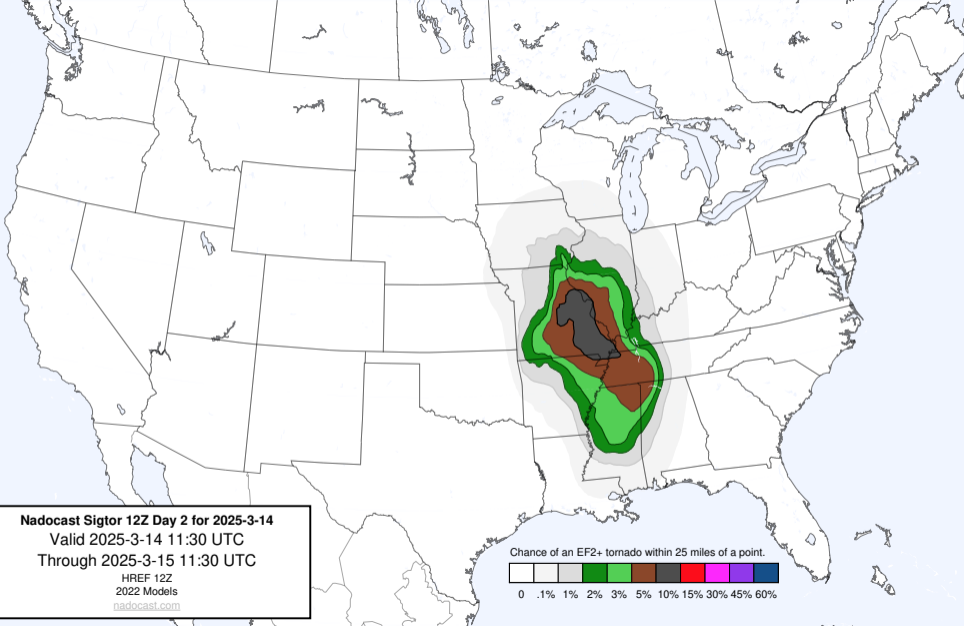 Nadocast Sigtor 12Z Day 2 for 2025-3-14
Valid 2025-3-14 11:30 UTC
Through 2025-3-15 11:30 UTC
HREF 12Z
2022 Models
nadocast.com
Chance of an EF2+ tornado within 25 miles of a point.
0 .1% 1% 2% 3% 5% 10% 15% 30% 45% 60%